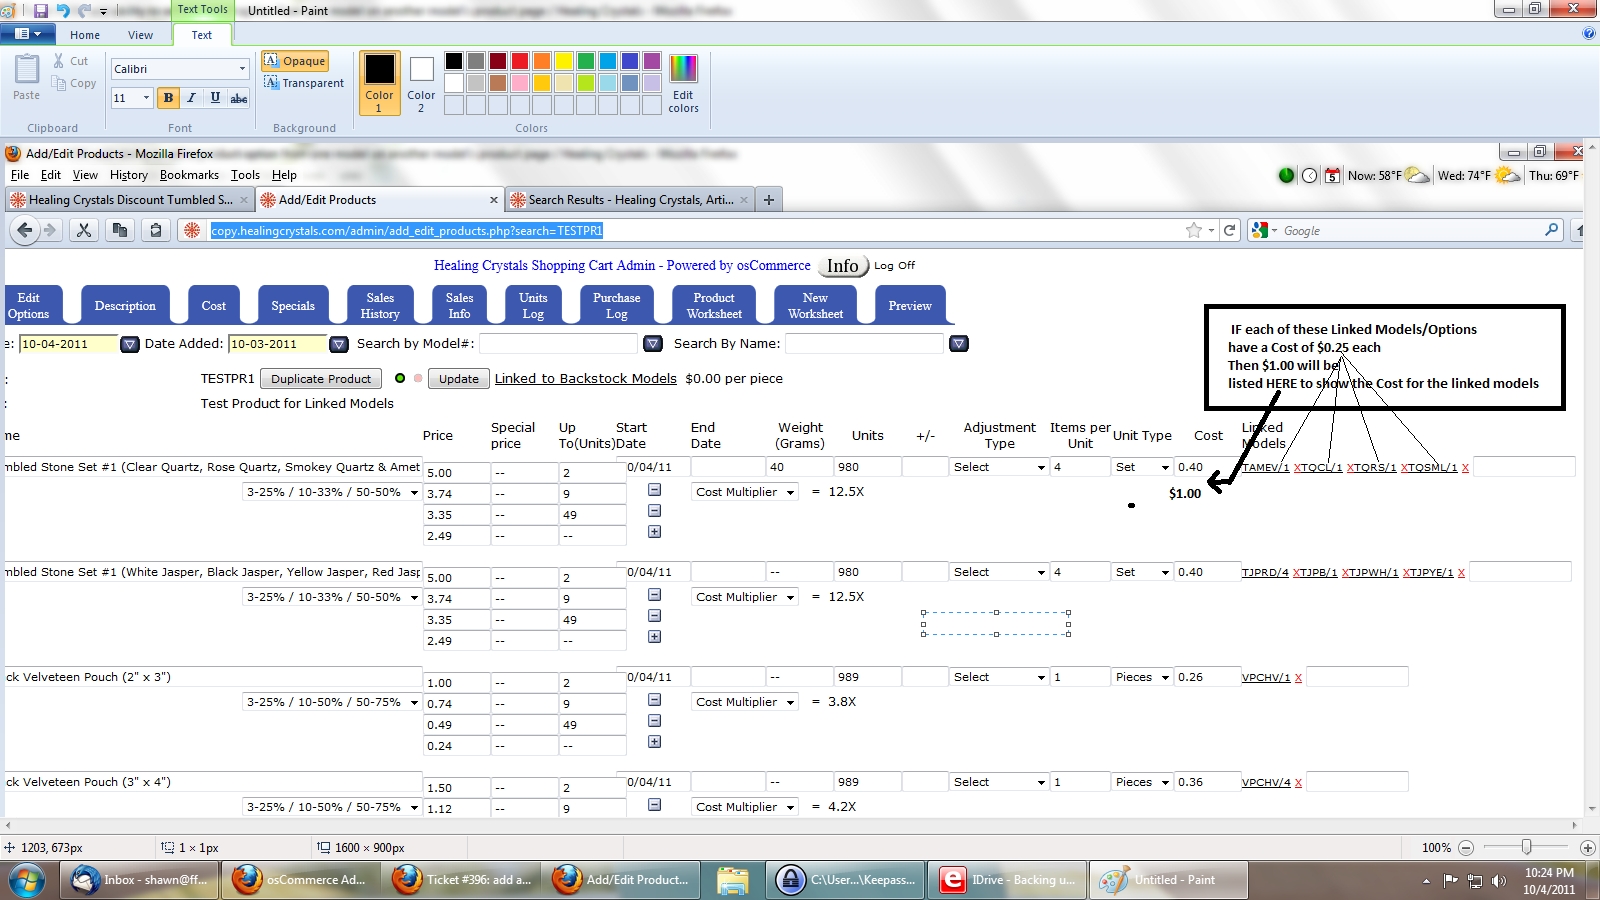 Text Tools
Untitled - Paint
Home View Text
Paste
Cut
Copy
Clipboard
Calibri
11 B I U abc
Font
Opaque
Transparent
Background
Color 1
Color 2
Edit colors
Colors
Add/Edit Products - Mozilla Firefox
File Edit View History Bookmarks Tools Help
5 Now: 58°F Wed: 74°F Thu: 69°F
Healing Crystals Discount Tumbled S... × Add/Edit Products × Search Results - Healing Crystals, Arti... × +
copy.healingcrystals.com/admin/add_edit_products.php?search=TESTPR1
Google
Healing Crystals Shopping Cart Admin - Powered by osCommerce Info Log Off
Edit Options
Description
Cost
Specials
Sales History
Sales Info
Units Log
Purchase Log
Product Worksheet
New Worksheet
Preview
e: 10-04-2011 Date Added: 10-03-2011 Search by Model#: Search By Name:
IF each of these Linked Models/Options
have a Cost of $0.25 each
Then $1.00 will be
listed HERE to show the Cost for the linked models
: TESTPR1 Duplicate Product Update Linked to Backstock Models $0.00 per piece
: Test Product for Linked Models
me Price Special price Up To(Units) Start Date End Date Weight (Grams) Units +/- Adjustment Type Items per Unit Unit Type Cost Linked Models
mbled Stone Set #1 (Clear Quartz, Rose Quartz, Smokey Quartz & Amet 5.00 -- 2 0/04/11 40 980 Select 4 Set 0.40 TAMEV/1 X TQCL/1 X TQRS/1 X TQSML/1 X
3-25% / 10-33% / 50-50% 3.74 -- 9 Cost Multiplier = 12.5X $1.00
3.35 -- 49
2.49 -- --
mbled Stone Set #1 (White Jasper, Black Jasper, Yellow Jasper, Red Jasp 5.00 -- 2 0/04/11 -- 980 Select 4 Set 0.40 TJPRD/4 X TJPB/1 X TJPWH/1 X TJPYE/1 X
3-25% / 10-33% / 50-50% 3.74 -- 9 Cost Multiplier = 12.5X
3.35 -- 49
2.49 -- --
ck Velveteen Pouch (2" x 3") 1.00 -- 2 0/04/11 -- 989 Select 1 Pieces 0.26 VPCHV/1 X
3-25% / 10-50% / 50-75% 0.74 -- 9 Cost Multiplier = 3.8X
0.49 -- 49
0.24 -- --
ck Velveteen Pouch (3" x 4") 1.50 -- 2 0/04/11 -- 989 Select 1 Pieces 0.36 VPCHV/4 X
3-25% / 10-50% / 50-75% 1.12 -- 9 Cost Multiplier = 4.2X
1203, 673px 1 × 1px 1600 × 900px 100%
Inbox - shawn@ff... osCommerce Ad... Ticket #396: add a... Add/Edit Product... C:\User...\Keepass... IDrive - Backing u... Untitled - Paint 10:24 PM
10/4/2011